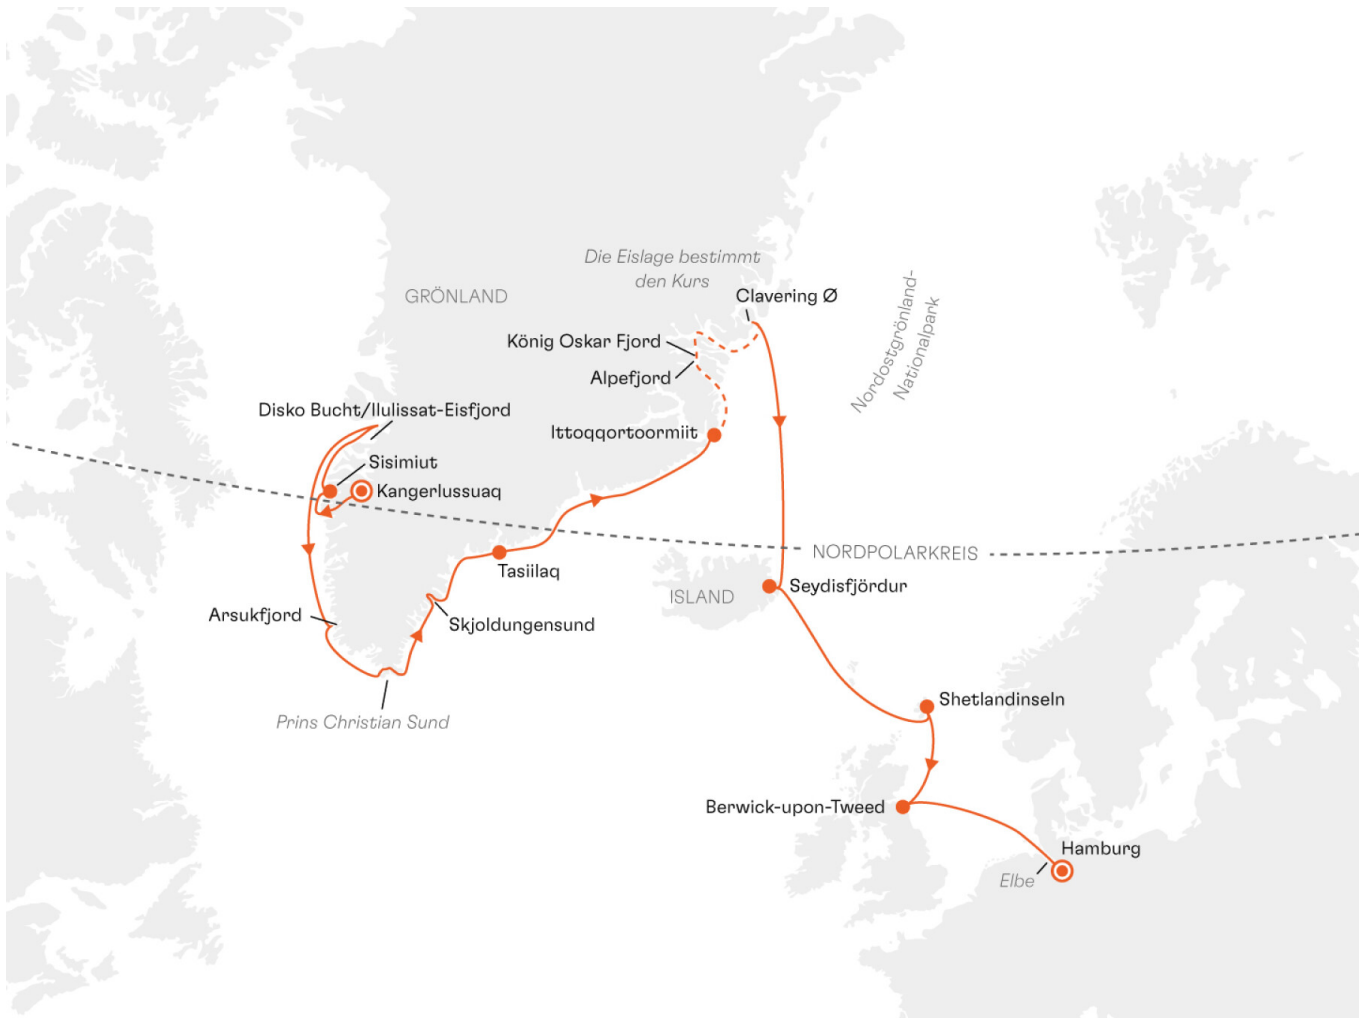 Die Eislage bestimmt
den Kurs
GRÖNLAND
Clavering Ø
Nordostgrönland-
Nationalpark
König Oskar Fjord
Alpefjord
Disko Bucht/Ilulissat-Eisfjord
Ittoqqortoormiit
Sisimiut
Kangerlussuaq
NORDPOLARKREIS
Tasiilaq
Seydisfjördur
ISLAND
Arsukfjord
Skjoldungensund
Shetlandinseln
Prins Christian Sund
Berwick-upon-Tweed
Hamburg
Elbe